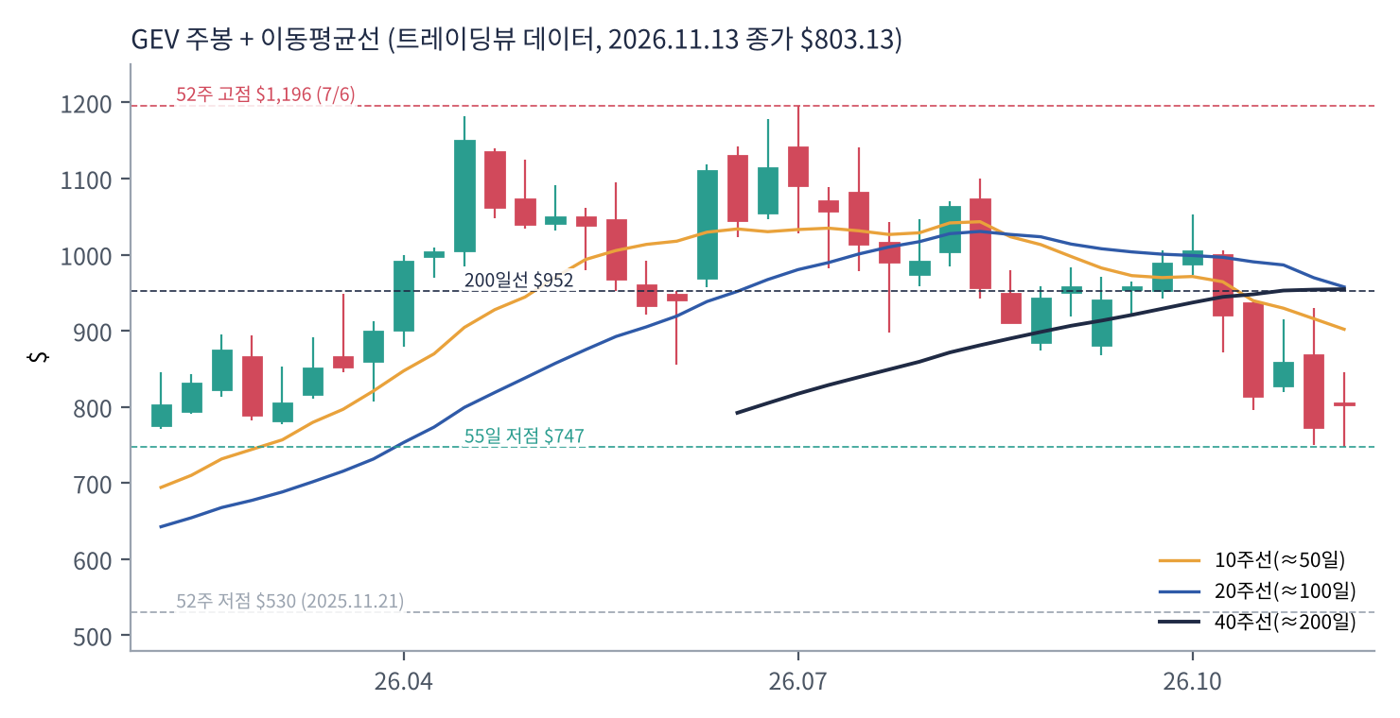 GEV 주봉 + 이동평균선 (트레이딩뷰 데이터, 2026.11.13 종가 $803.13)
52주 고점 $1,196 (7/6)
1200
1100
1000
200일선 $952
900
$
800
55일 저점 $747
700
600
10주선(≈50일)
20주선(≈100일)
52주 저점 $530 (2025.11.21)
40주선(≈200일)
500
26.04
26.07
26.10